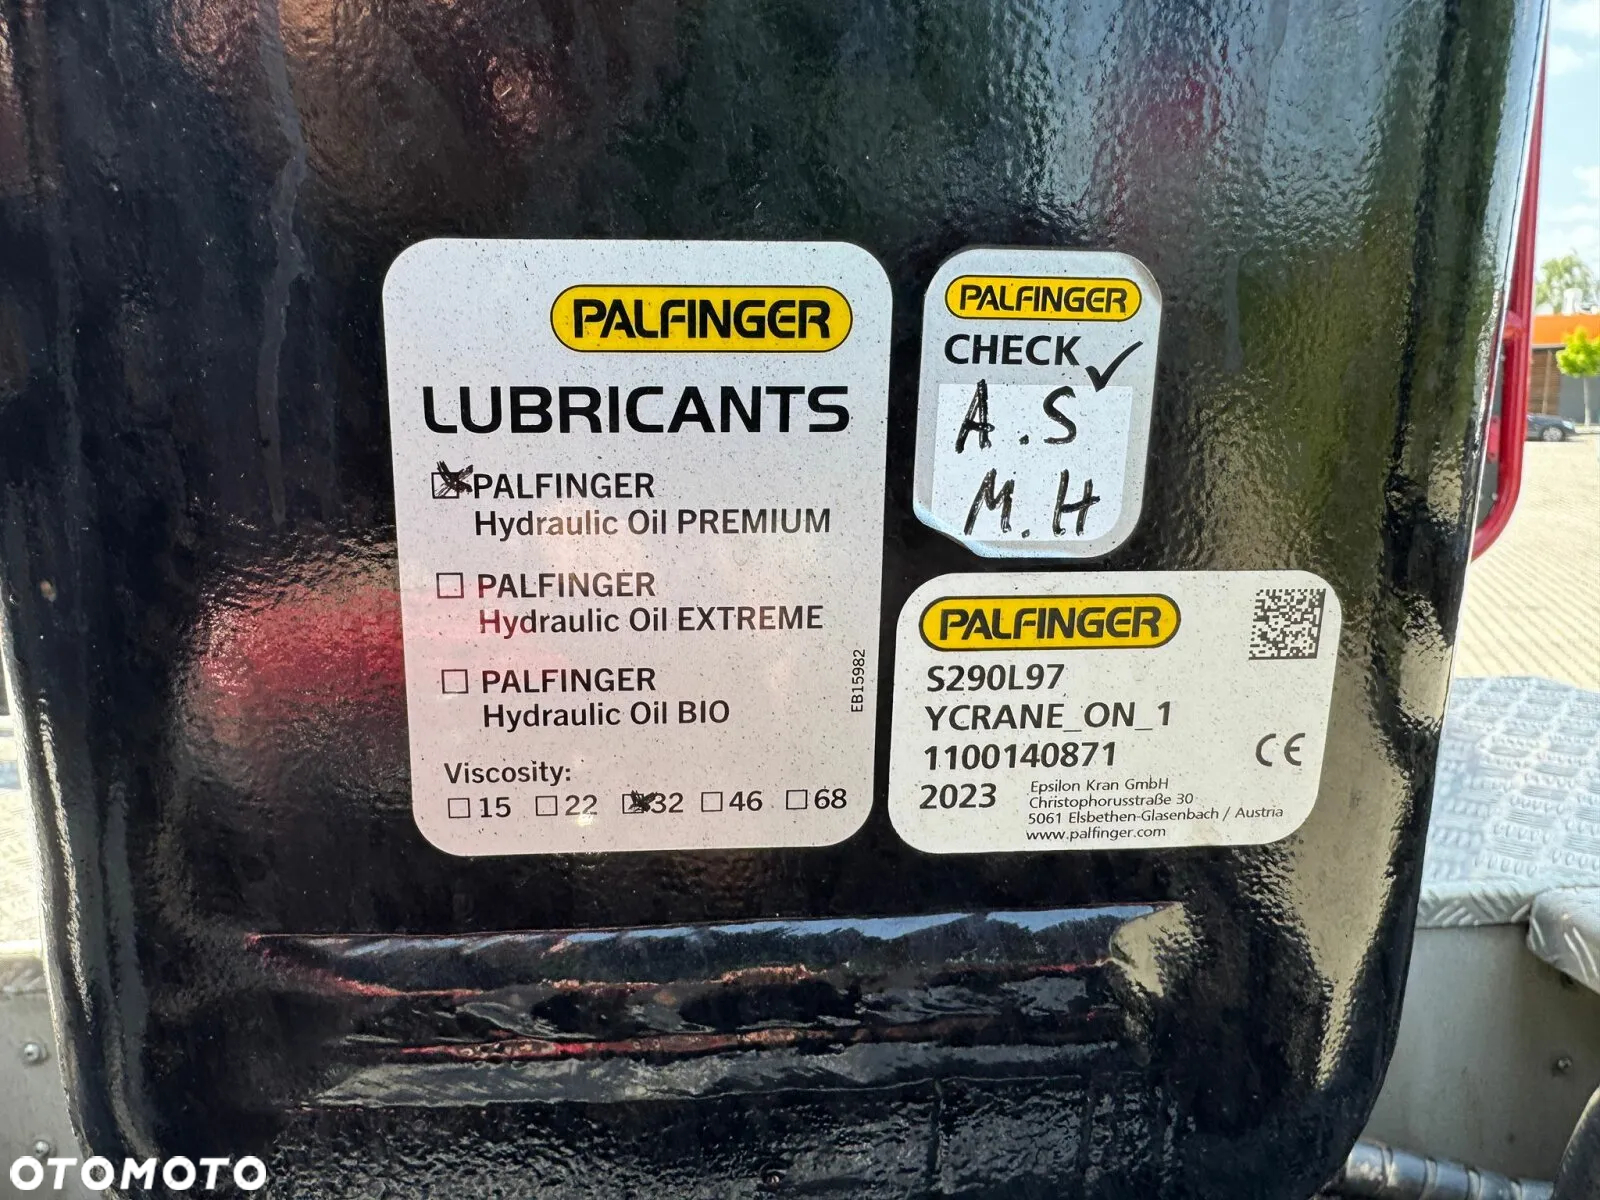 PALFINGER
LUBRICANTS
PALFINGER
Hydraulic Oil PREMIUM
PALFINGER
Hydraulic Oil EXTREME
PALFINGER
Hydraulic Oil BIO
EB15982
Viscosity:
15 22 32 46 68
PALFINGER
CHECK ✓
A.S
M.H
PALFINGER
S290L97
YCRANE_ON_1
1100140871
CE
2023
Epsilon Kran GmbH
Christophorusstraße 30
5061 Elsbethen-Glasenbach / Austria
www.palfinger.com
OTOMOTO